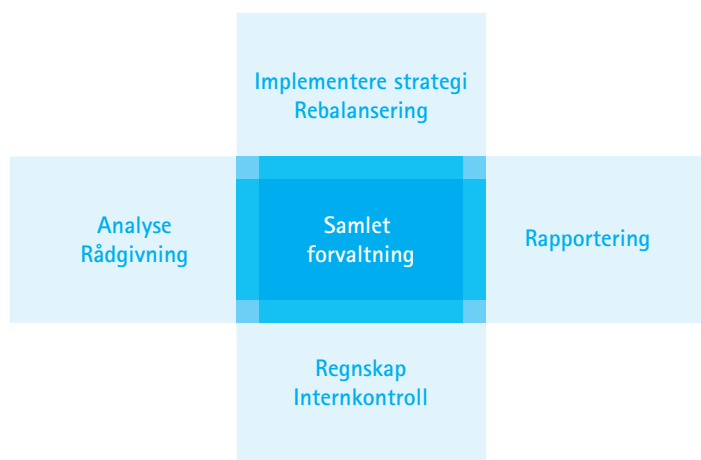 Implementere strategi
Rebalansering
Analyse
Rådgivning
Samlet
forvaltning
Rapportering
Regnskap
Internkontroll